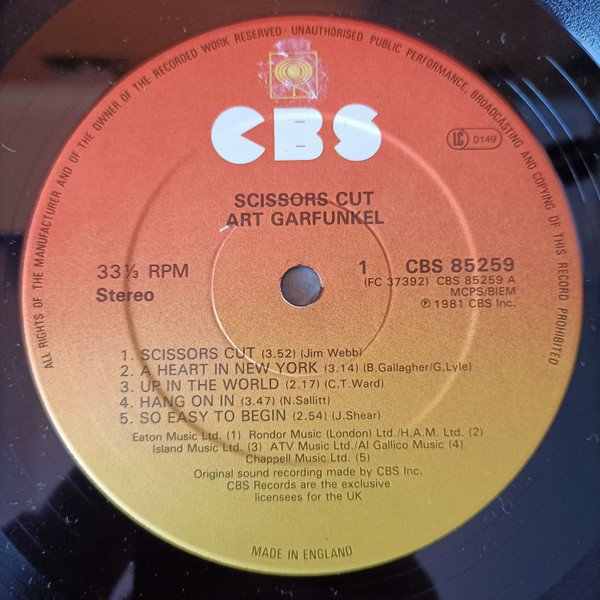 ALL RIGHTS OF THE MANUFACTURER AND OF THE OWNER OF THE RECORDED WORK RESERVED · UNAUTHORISED PUBLIC PERFORMANCE, BROADCASTING AND COPYING OF THIS RECORD PROHIBITED
CBS
LC 0149
SCISSORS CUT
ART GARFUNKEL
33⅓ RPM
Stereo
1 CBS 85259
(FC 37392) CBS 85259 A
MCPS/BIEM
℗ 1981 CBS Inc.
1. SCISSORS CUT (3.52) (Jim Webb)
2. A HEART IN NEW YORK (3.14) (B.Gallagher/G.Lyle)
3. UP IN THE WORLD (2.17) (C.T.Ward)
4. HANG ON IN (3.47) (N.Sallitt)
5. SO EASY TO BEGIN (2.54) (J.Shear)
Eaton Music Ltd. (1) Rondor Music (London) Ltd./H.A.M. Ltd. (2)
Island Music Ltd. (3) ATV Music Ltd./Al Gallico Music (4)
Chappell Music Ltd. (5)
Original sound recording made by CBS Inc.
CBS Records are the exclusive
licensees for the UK
MADE IN ENGLAND